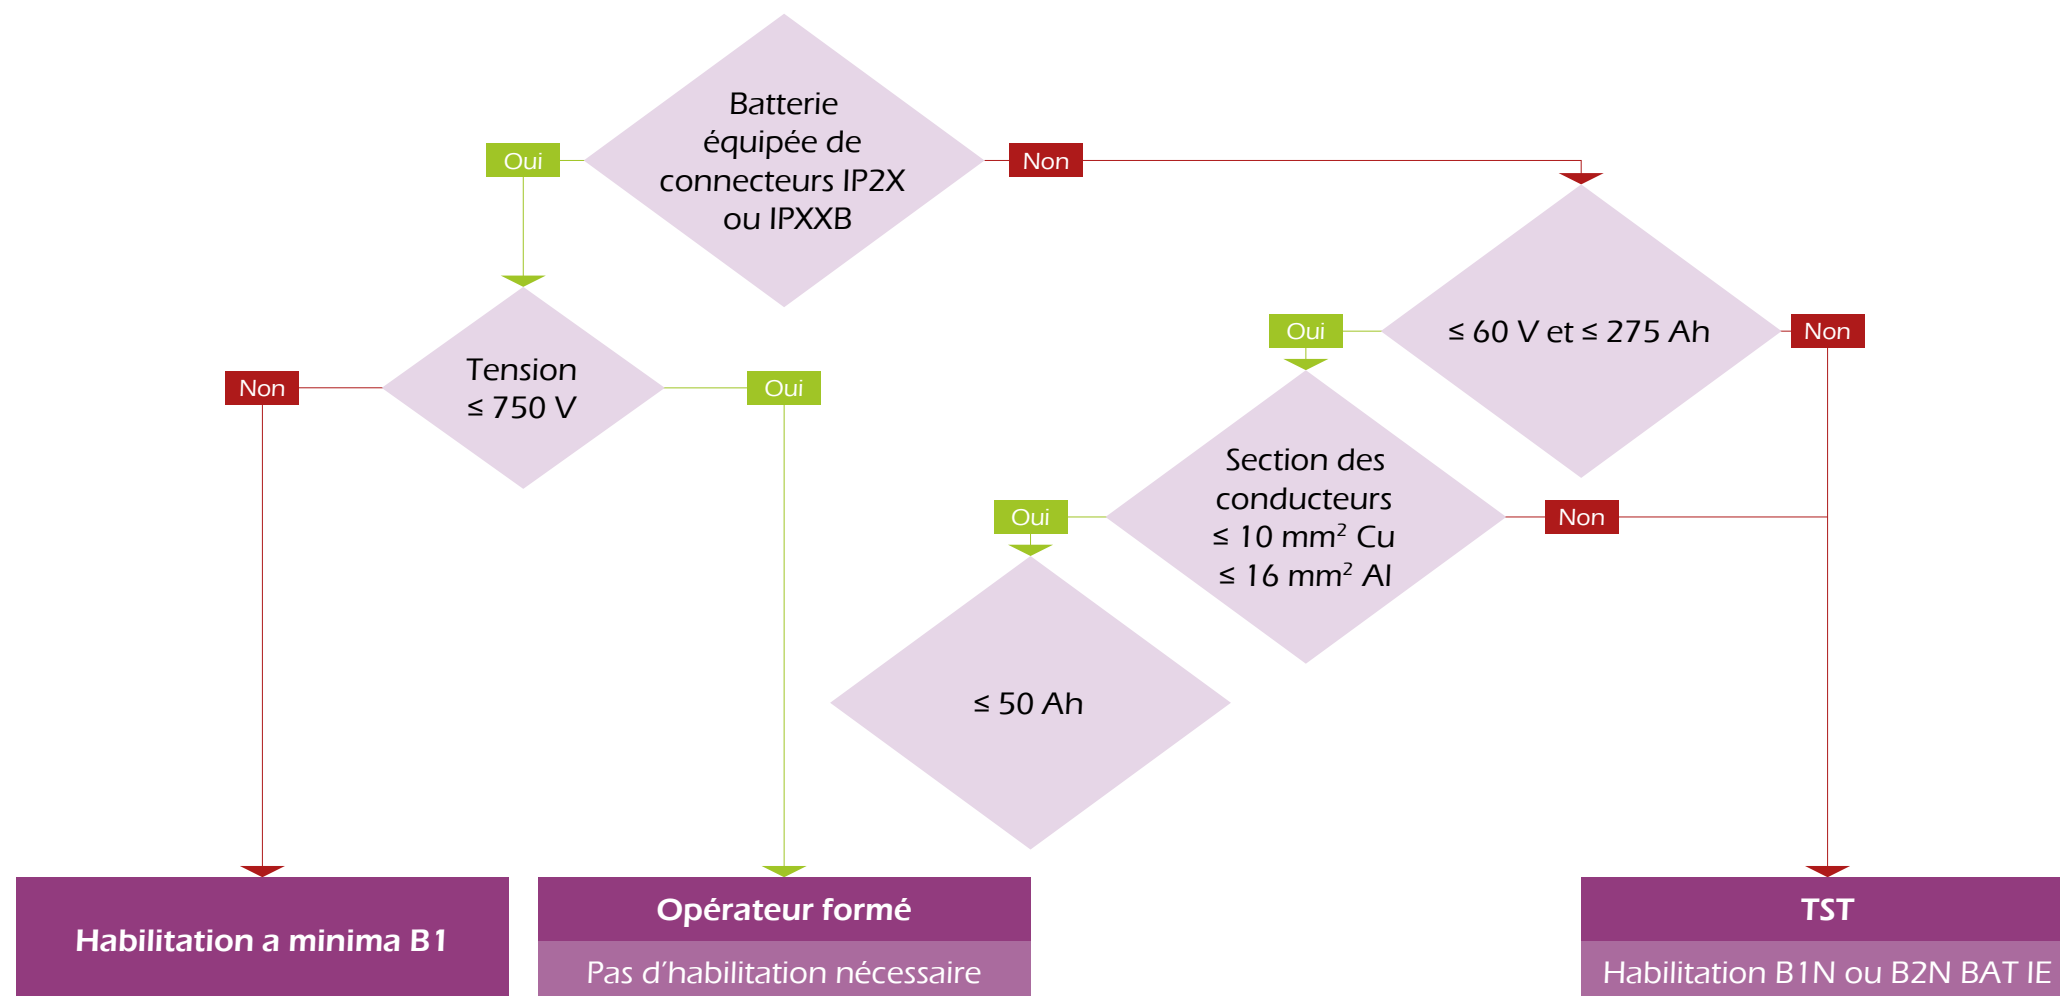 Batterie
équipée de
connecteurs IP2X
ou IPXXB
Oui
Non
Tension
≤ 750 V
Non
Oui
≤ 60 V et ≤ 275 Ah
Oui
Non
Section des
conducteurs
≤ 10 mm² Cu
≤ 16 mm² Al
Oui
Non
≤ 50 Ah
Habilitation a minima B1
Opérateur formé
Pas d’habilitation nécessaire
TST
Habilitation B1N ou B2N BAT IE